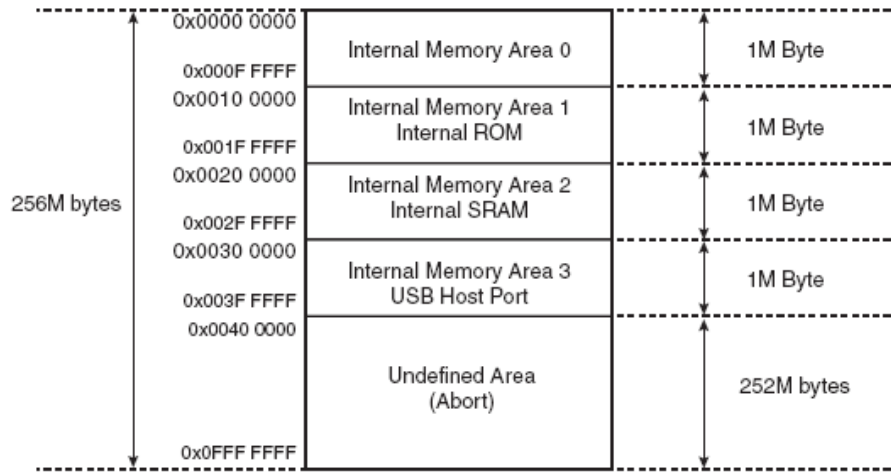 0x0000 0000
Internal Memory Area 0
1M Byte
0x000F FFFF
0x0010 0000
Internal Memory Area 1
Internal ROM
1M Byte
0x001F FFFF
0x0020 0000
256M bytes
Internal Memory Area 2
Internal SRAM
1M Byte
0x002F FFFF
0x0030 0000
Internal Memory Area 3
USB Host Port
1M Byte
0x003F FFFF
0x0040 0000
Undefined Area
(Abort)
252M bytes
0x0FFF FFFF